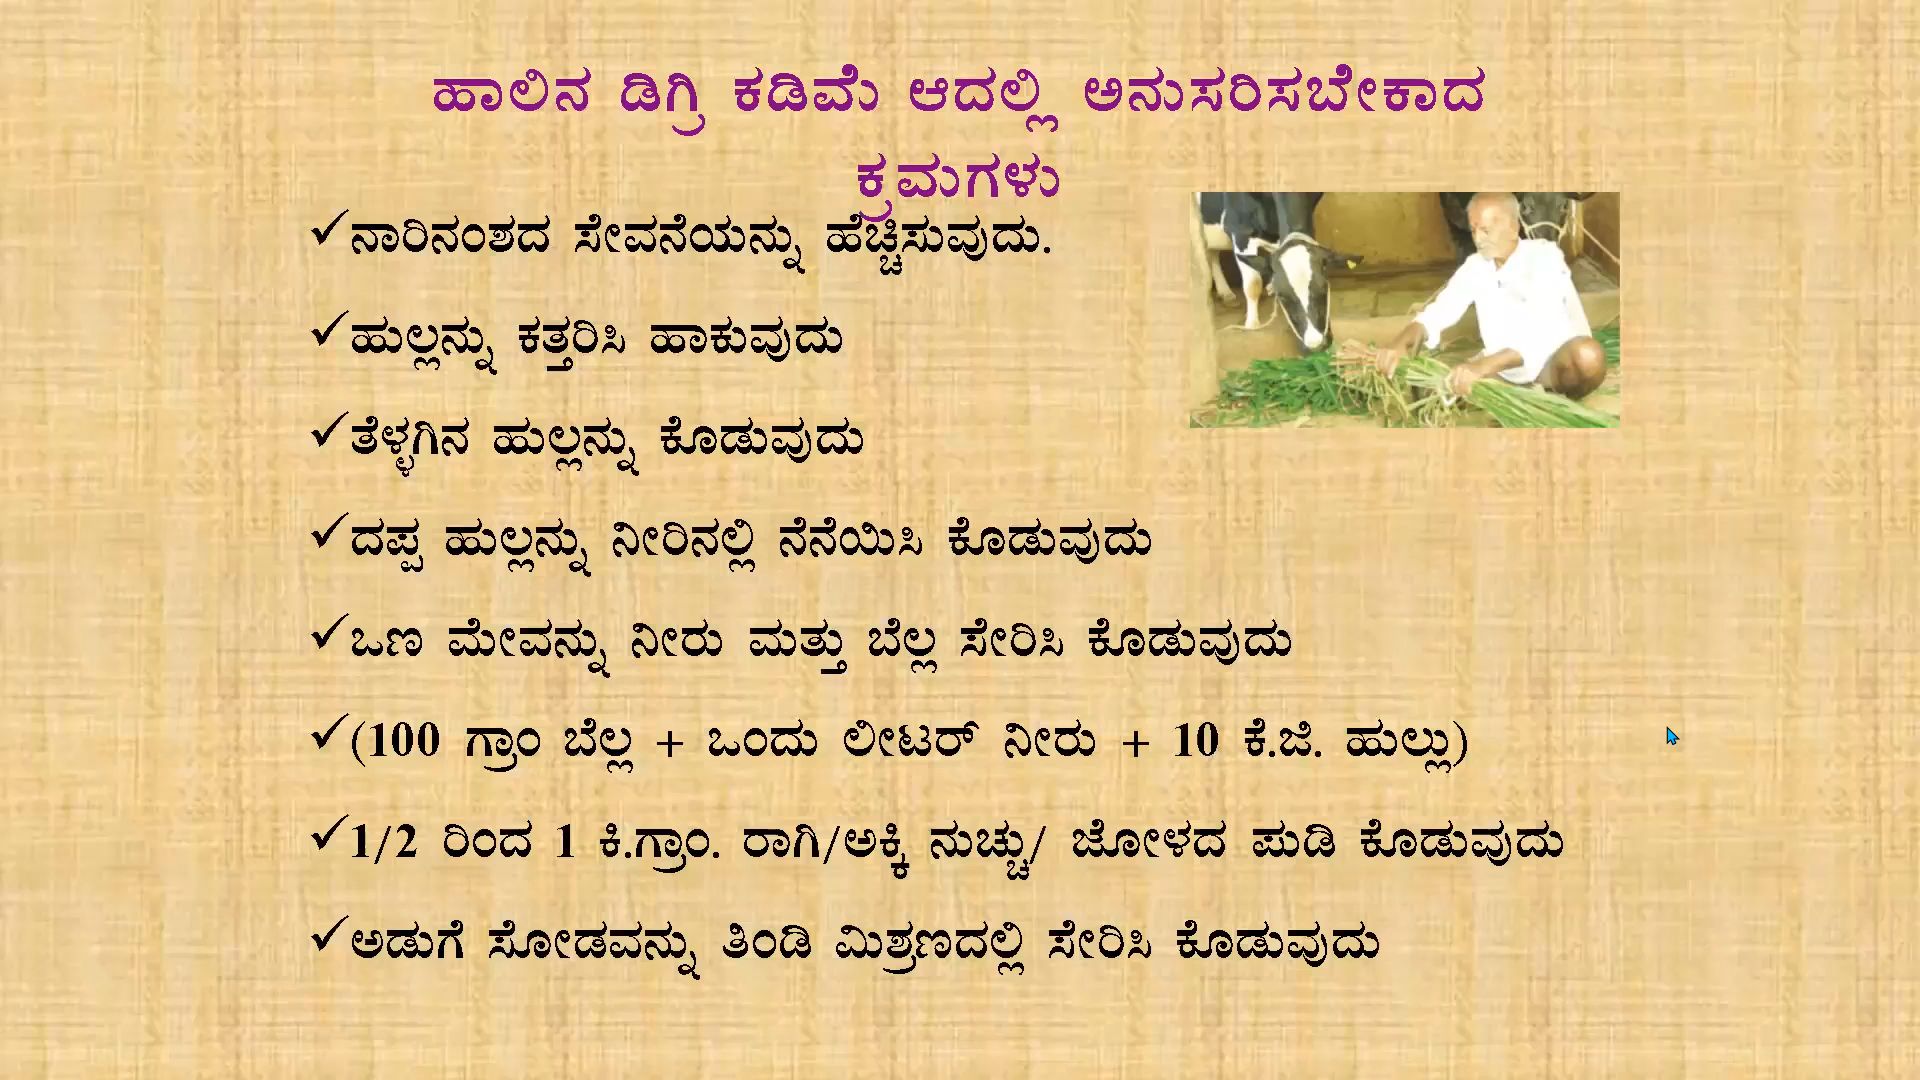 ಹಾಲಿನ ಡಿಗ್ರಿ ಕಡಿಮೆ ಆದಲ್ಲಿ ಅನುಸರಿಸಬೇಕಾದ
ಕ್ರಮಗಳು
✓ನಾರಿನಂಶದ ಸೇವನೆಯನ್ನು ಹೆಚ್ಚಿಸುವುದು.
✓ಹುಲ್ಲನ್ನು ಕತ್ತರಿಸಿ ಹಾಕುವುದು
✓ತೆಳ್ಳಗಿನ ಹುಲ್ಲನ್ನು ಕೊಡುವುದು
✓ದಪ್ಪ ಹುಲ್ಲನ್ನು ನೀರಿನಲ್ಲಿ ನೆನೆಯಿಸಿ ಕೊಡುವುದು
✓ಒಣ ಮೇವನ್ನು ನೀರು ಮತ್ತು ಬೆಲ್ಲ ಸೇರಿಸಿ ಕೊಡುವುದು
✓(100 ಗ್ರಾಂ ಬೆಲ್ಲ + ಒಂದು ಲೀಟರ್ ನೀರು + 10 ಕೆ.ಜಿ. ಹುಲ್ಲು)
✓1/2 ರಿಂದ 1 ಕಿ.ಗ್ರಾಂ. ರಾಗಿ/ಅಕ್ಕಿ ನುಚ್ಚು/ ಜೋಳದ ಪುಡಿ ಕೊಡುವುದು
✓ಅಡುಗೆ ಸೋಡವನ್ನು ತಿಂಡಿ ಮಿಶ್ರಣದಲ್ಲಿ ಸೇರಿಸಿ ಕೊಡುವುದು